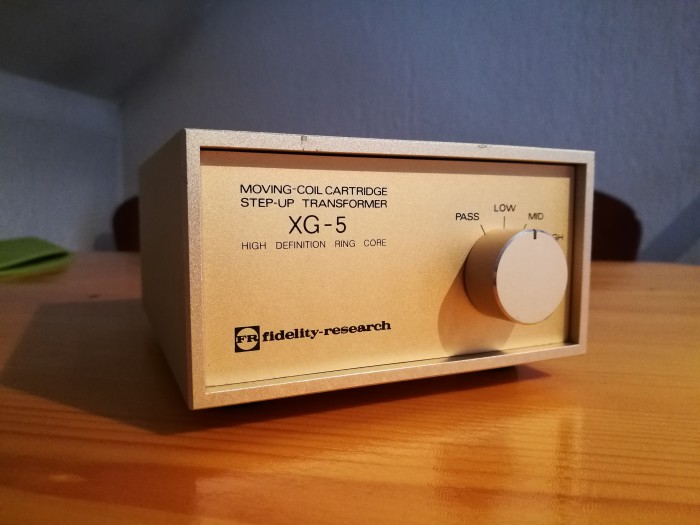 MOVING-COIL CARTRIDGE
STEP-UP TRANSFORMER
XG-5
HIGH DEFINITION RING CORE
PASS
LOW
MID
FR fidelity-research